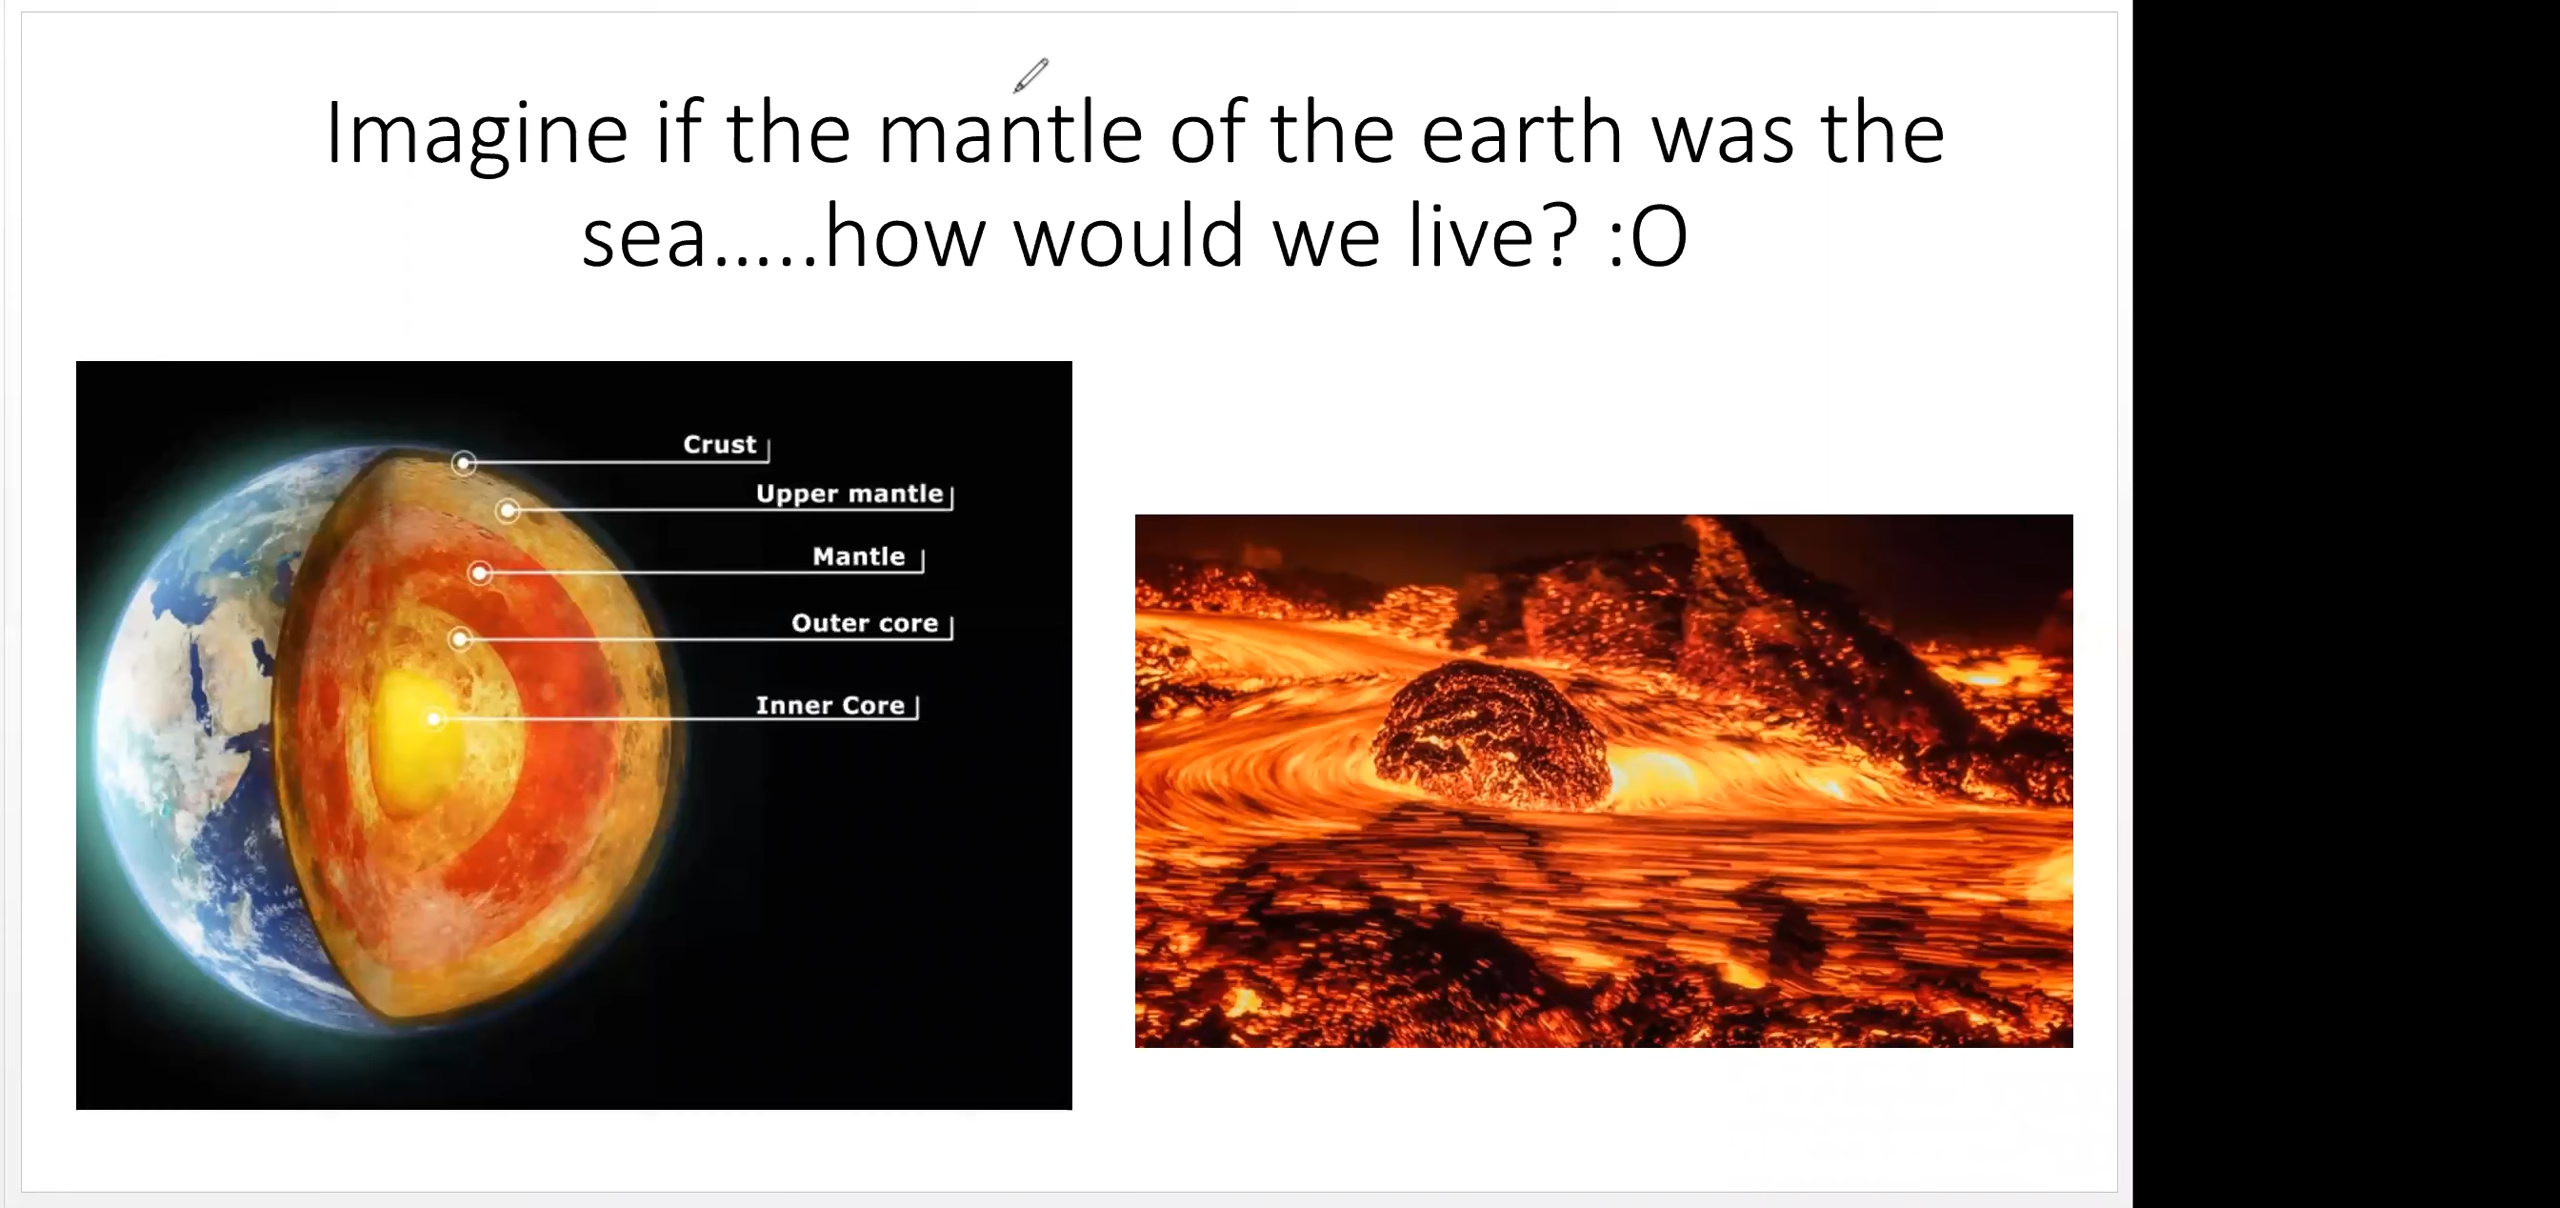 Imagine if the mantle of the earth was the
sea.....how would we live? :O
Crust
Upper mantle
Mantle
Outer core
Inner Core